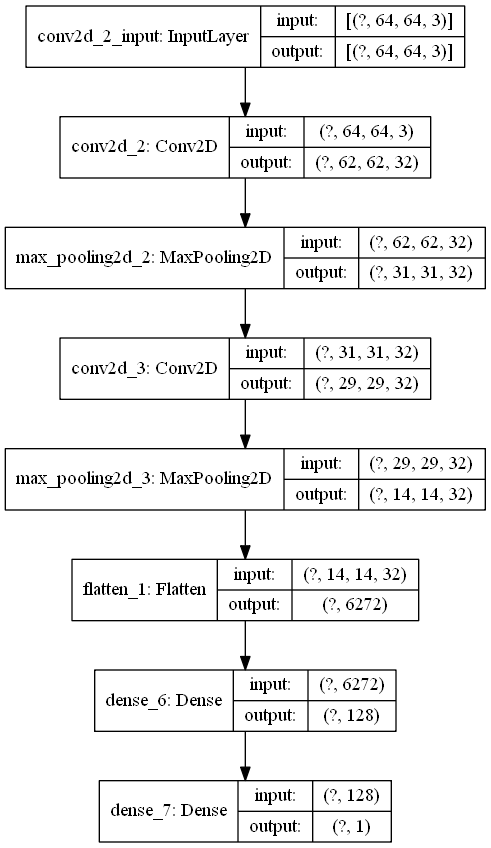 conv2d_2_input: InputLayer
input: [(?, 64, 64, 3)]
output: [(?, 64, 64, 3)]
conv2d_2: Conv2D
input: (?, 64, 64, 3)
output: (?, 62, 62, 32)
max_pooling2d_2: MaxPooling2D
input: (?, 62, 62, 32)
output: (?, 31, 31, 32)
conv2d_3: Conv2D
input: (?, 31, 31, 32)
output: (?, 29, 29, 32)
max_pooling2d_3: MaxPooling2D
input: (?, 29, 29, 32)
output: (?, 14, 14, 32)
flatten_1: Flatten
input: (?, 14, 14, 32)
output: (?, 6272)
dense_6: Dense
input: (?, 6272)
output: (?, 128)
dense_7: Dense
input: (?, 128)
output: (?, 1)